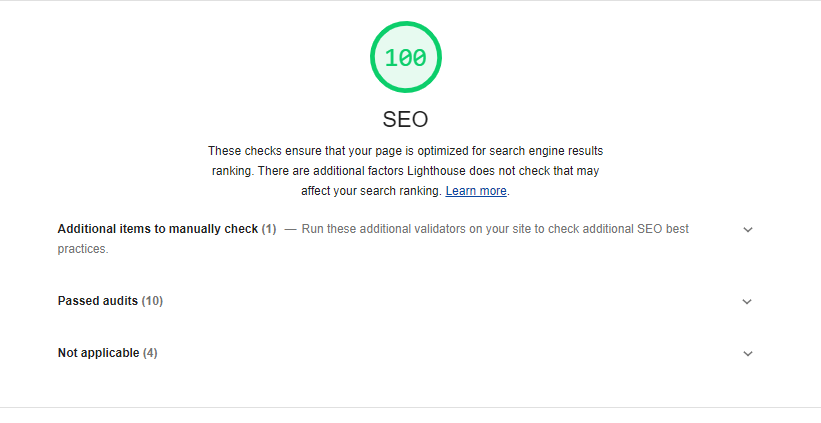 100
SEO
These checks ensure that your page is optimized for search engine results
ranking. There are additional factors Lighthouse does not check that may
affect your search ranking. Learn more.
Additional items to manually check (1) — Run these additional validators on your site to check additional SEO best
practices.
Passed audits (10)
Not applicable (4)